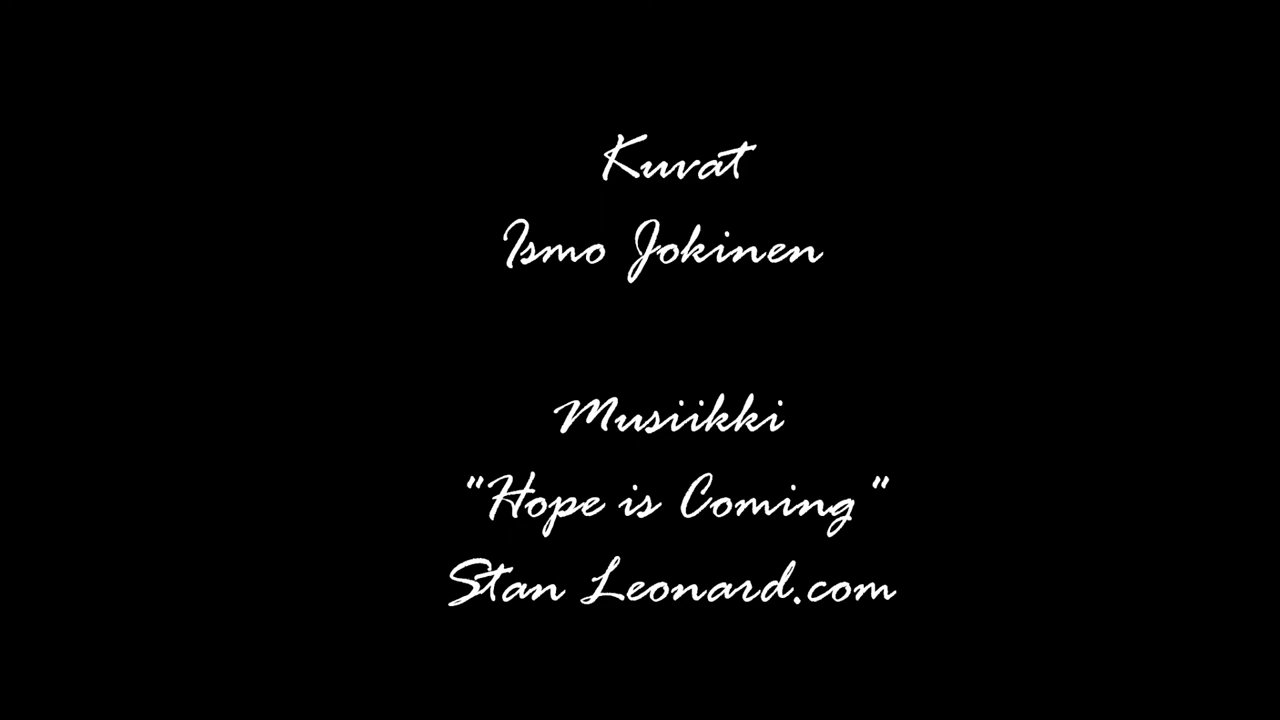 Kuvat
Ismo Jokinen
Musiikki
"Hope is Coming"
Stan Leonard.com